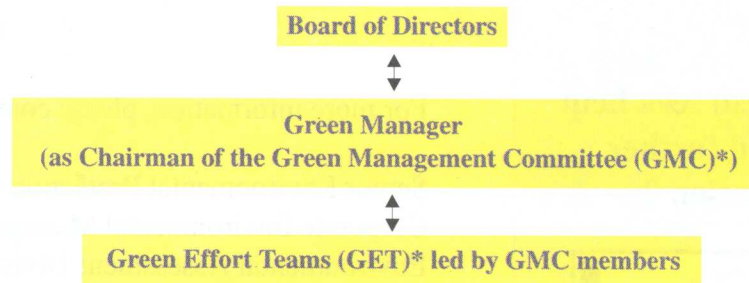 Board of Directors
Green Manager
(as Chairman of the Green Management Committee (GMC)*)
Green Effort Teams (GET)* led by GMC members